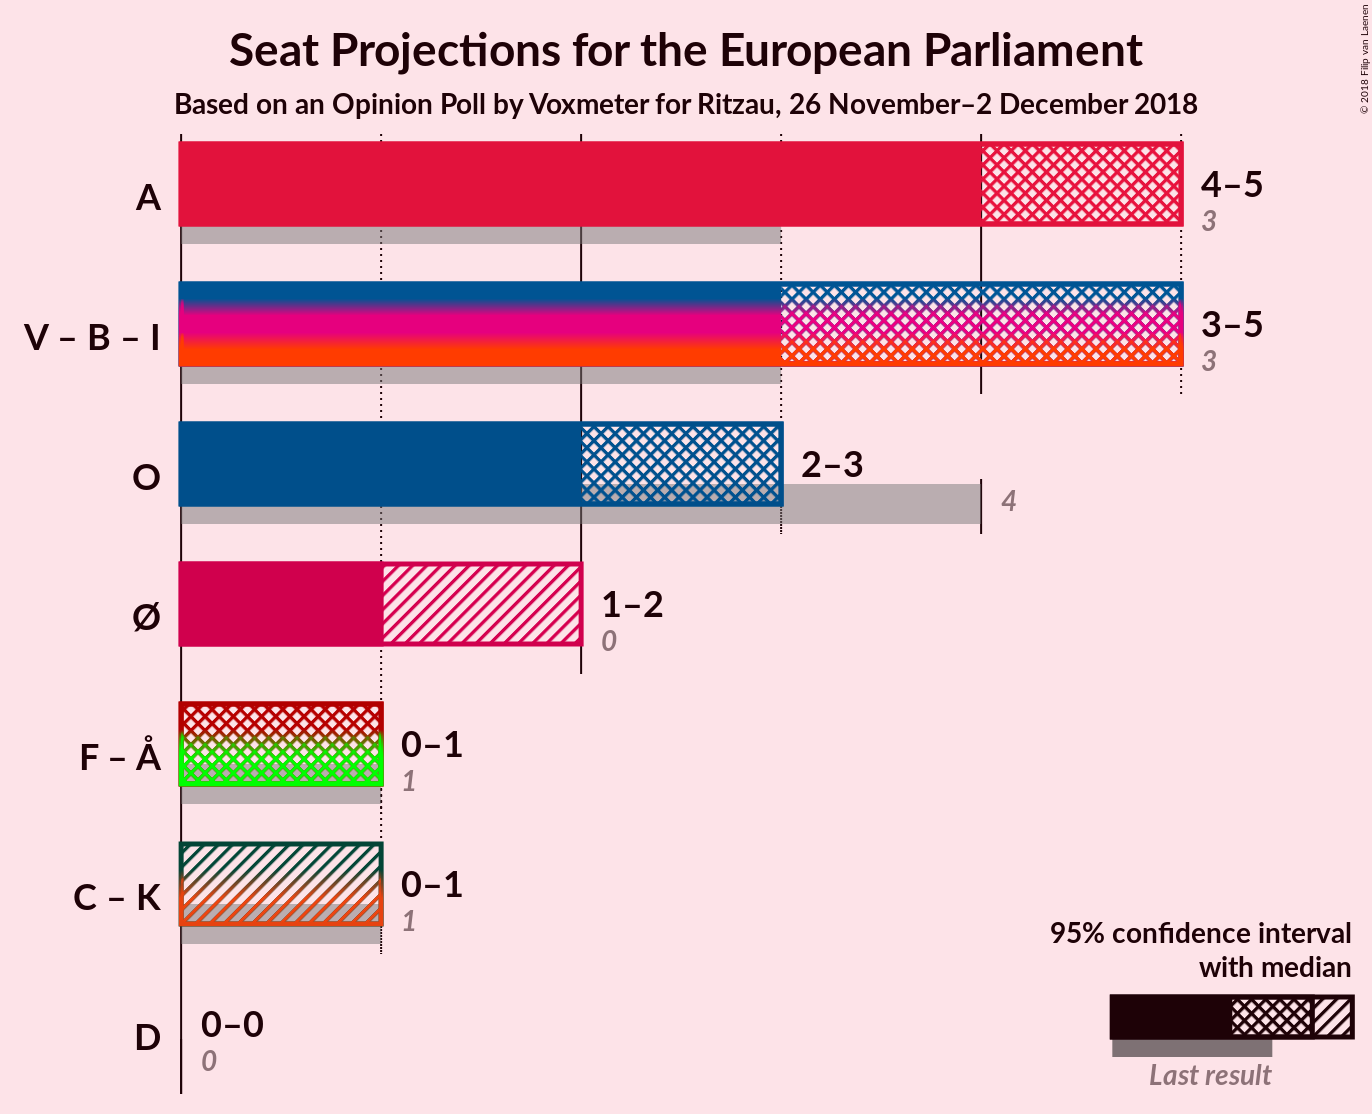 Seat Projections for the European Parliament
Based on an Opinion Poll by Voxmeter for Ritzau, 26 November–2 December 2018
© 2018 Filip van Laenen
A
4–5
3
V – B – I
3–5
3
O
2–3
4
Ø
1–2
0
F – Å
0–1
1
C – K
0–1
1
D
0–0
0
95% confidence interval
with median
Last result